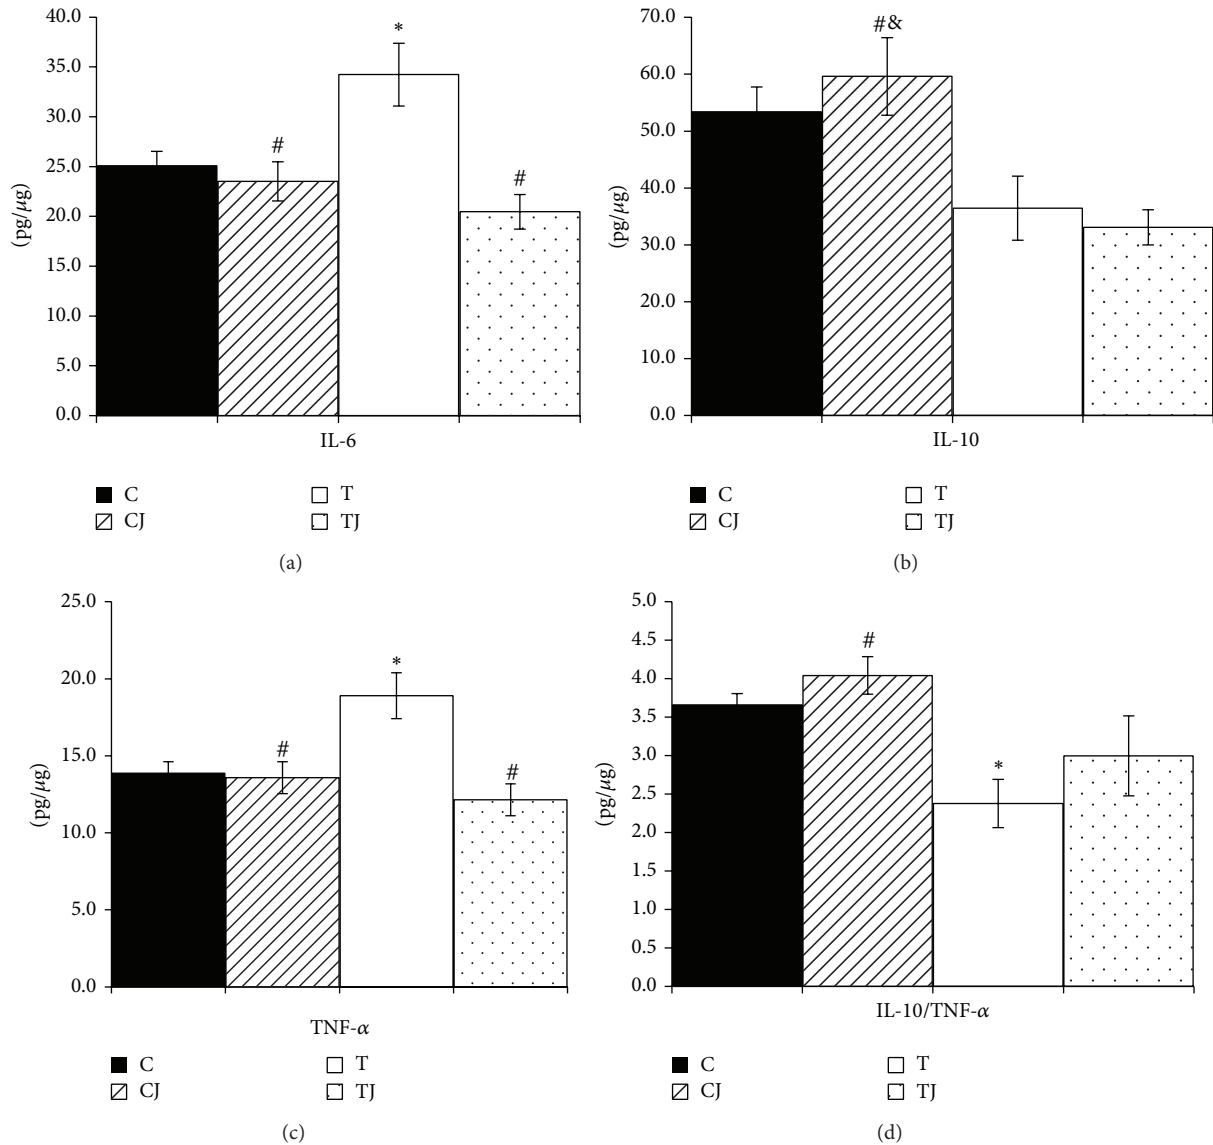 40.0
35.0
30.0
25.0
20.0
15.0
10.0
5.0
0.0
(pg/μg)
#
*
#
IL-6
C
T
CJ
TJ
(a)
70.0
60.0
50.0
40.0
30.0
20.0
10.0
0.0
(pg/μg)
#&
IL-10
C
T
CJ
TJ
(b)
25.0
20.0
15.0
10.0
5.0
0.0
(pg/μg)
#
*
#
TNF-α
C
T
CJ
TJ
(c)
5.0
4.5
4.0
3.5
3.0
2.5
2.0
1.5
1.0
0.5
0.0
(pg/μg)
#
*
IL-10/TNF-α
C
T
CJ
TJ
(d)